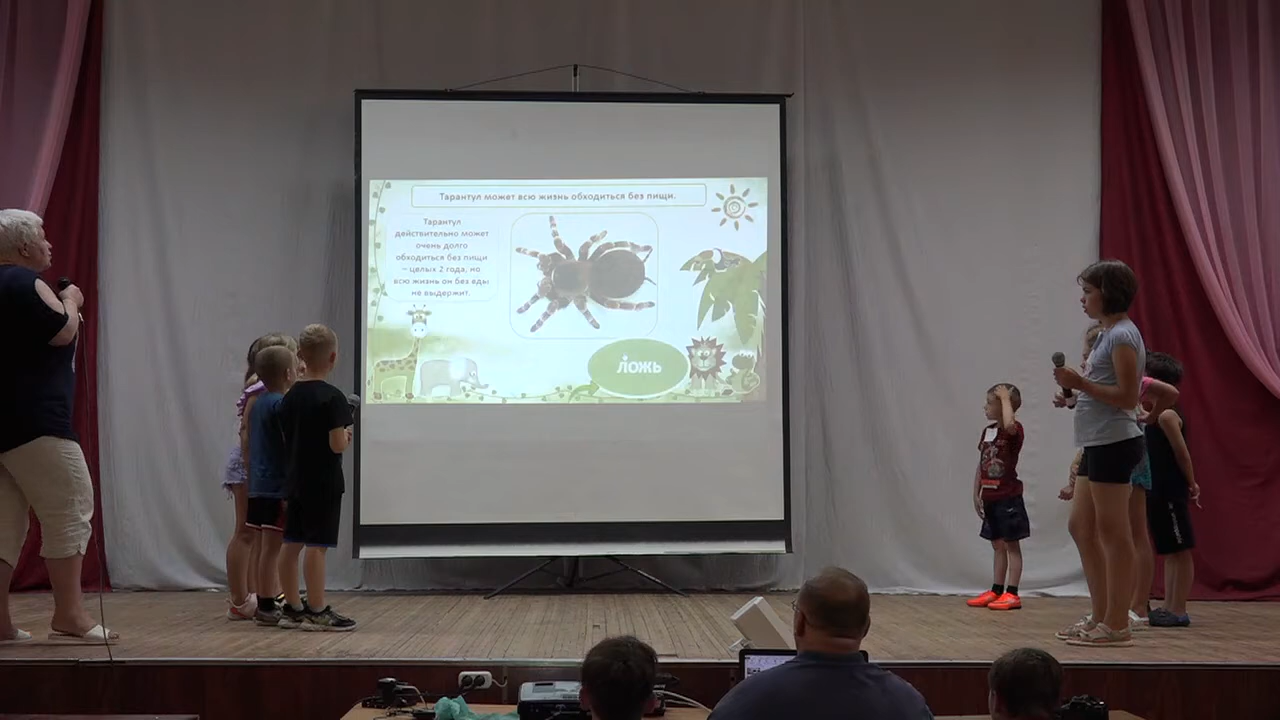 Тарантул может всю жизнь обходиться без пищи.
Тарантул
действительно может
очень долго
обходиться без пищи
– целых 2 года, но
всю жизнь он без еды
не выдержит.
ложь